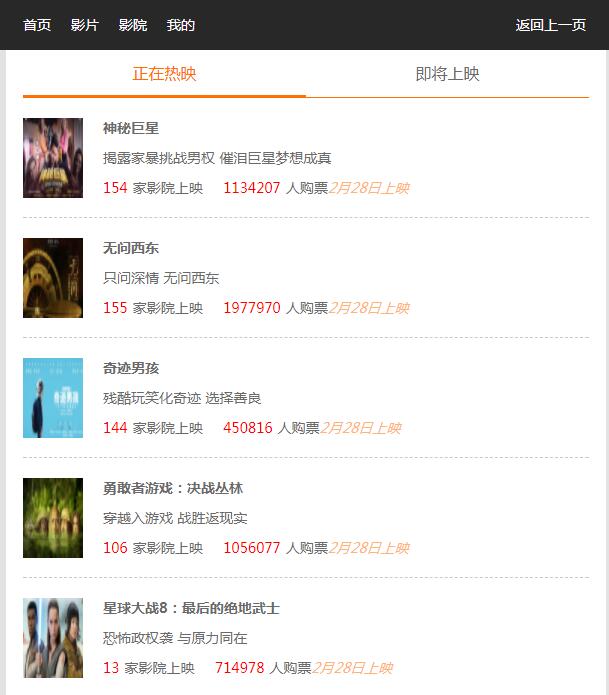 首页 影片 影院 我的 返回上一页
正在热映 即将上映
神秘巨星
揭露家暴挑战男权 催泪巨星梦想成真
154 家影院上映 1134207 人购票2月28日上映
无问西东
只问深情 无问西东
155 家影院上映 1977970 人购票2月28日上映
奇迹男孩
残酷玩笑化奇迹 选择善良
144 家影院上映 450816 人购票2月28日上映
勇敢者游戏：决战丛林
穿越入游戏 战胜返现实
106 家影院上映 1056077 人购票2月28日上映
星球大战8：最后的绝地武士
恐怖政权袭 与原力同在
13 家影院上映 714978 人购票2月28日上映